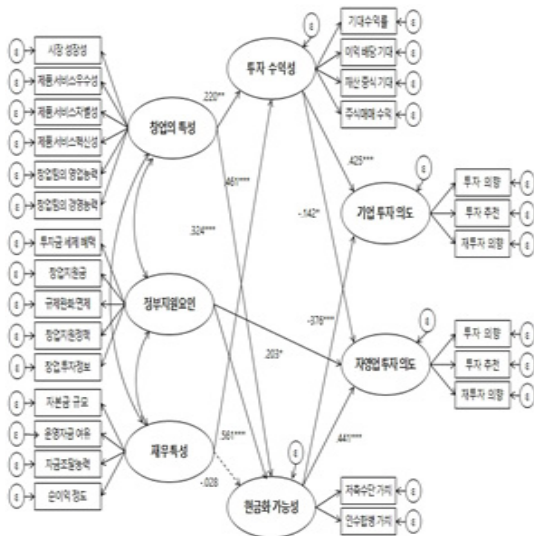 시장 성장성
제품서비스우수성
제품서비스차별성
제품서비스혁신성
창업팀의 영업능력
창업팀의 경영능력
창업의 특성
투자금 세제 혜택
창업지원금
규제완화/면제
창업지원정책
창업 투자정보
정부지원요인
자본금 규모
운영자금 여유
자금조달능력
순이익 정도
재무특성
투자 수익성
기대수익률
이익 배당 기대
재산 증식 기대
주식매매 수익
.220**
.461***
.324***
.425***
-.142*
기업 투자 의도
투자 의향
투자 추천
재투자 의향
-.376***
.203*
자영업 투자 의도
투자 의향
투자 추천
재투자 의향
.561***
.441***
-.028
현금화 가능성
저축수단 가치
인수합병 가치